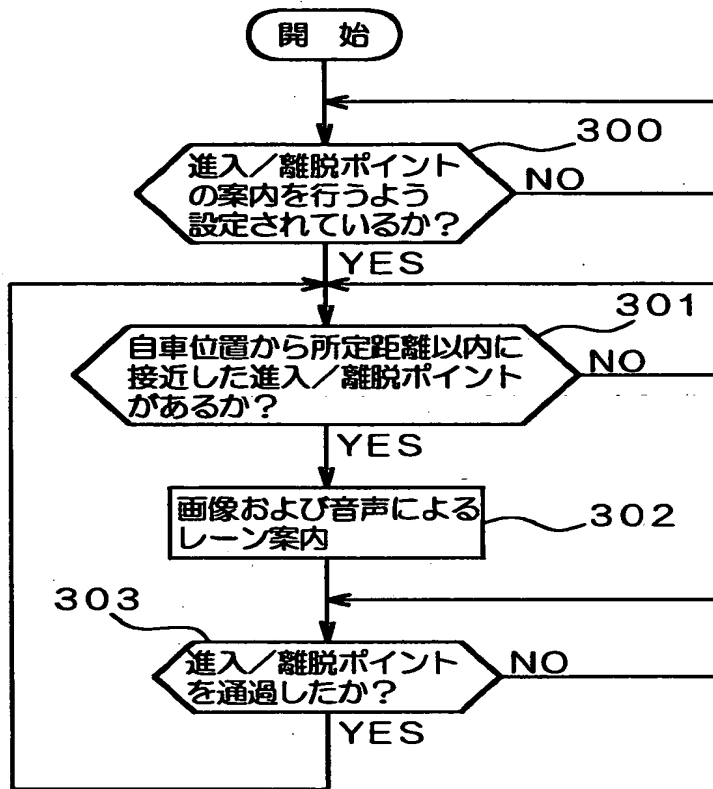 開 始
300
進入／離脱ポイント
の案内を行うよう
設定されているか？
NO
YES
301
自車位置から所定距離以内に
接近した進入／離脱ポイント
があるか？
NO
YES
画像および音声による
レーン案内
302
303
進入／離脱ポイント
を通過したか？
NO
YES